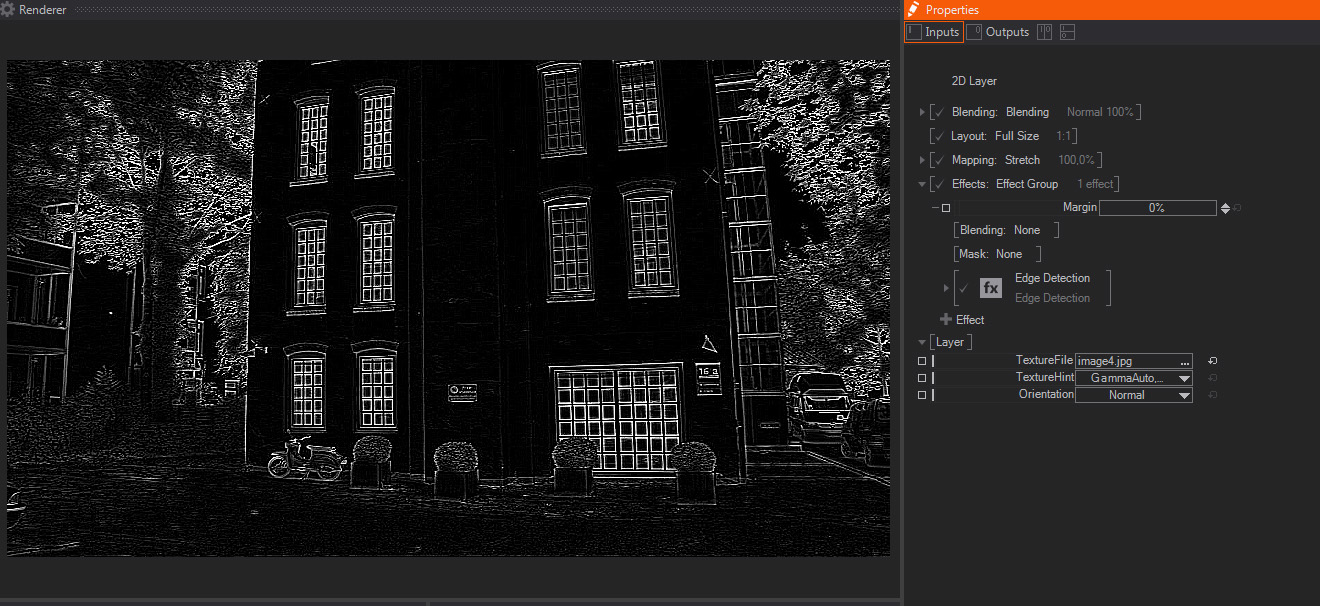 Renderer
Properties
Inputs Outputs
2D Layer
Blending: Blending Normal 100%
Layout: Full Size 1:1
Mapping: Stretch 100,0%
Effects: Effect Group 1 effect
Margin 0%
Blending: None
Mask: None
fx Edge Detection
Edge Detection
Effect
Layer
TextureFile image4.jpg ...
TextureHint GammaAuto,...
Orientation Normal
16 a